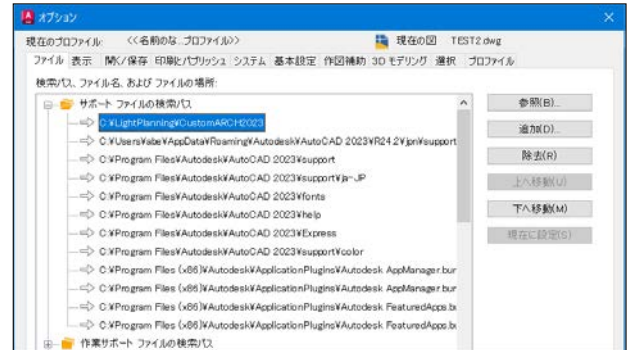 オプション
現在のプロファイル: <<名前のな...プロファイル>> 現在の図 TEST2.dwg
ファイル 表示 開く/保存 印刷とパブリッシュ システム 基本設定 作図補助 3D モデリング 選択 プロファイル
検索パス、ファイル名、および ファイルの場所:
サポート ファイルの検索パス
C:¥LightPlanning¥CustomARCH2023
C:¥Users¥abe¥AppData¥Roaming¥Autodesk¥AutoCAD 2023¥R24.2¥jpn¥support
C:¥Program Files¥Autodesk¥AutoCAD 2023¥support
C:¥Program Files¥Autodesk¥AutoCAD 2023¥support¥ja-JP
C:¥Program Files¥Autodesk¥AutoCAD 2023¥fonts
C:¥Program Files¥Autodesk¥AutoCAD 2023¥help
C:¥Program Files¥Autodesk¥AutoCAD 2023¥Express
C:¥Program Files¥Autodesk¥AutoCAD 2023¥support¥color
C:¥Program Files (x86)¥Autodesk¥ApplicationPlugins¥Autodesk AppManager.bun
C:¥Program Files (x86)¥Autodesk¥ApplicationPlugins¥Autodesk AppManager.bun
C:¥Program Files (x86)¥Autodesk¥ApplicationPlugins¥Autodesk FeaturedApps.bu
C:¥Program Files (x86)¥Autodesk¥ApplicationPlugins¥Autodesk FeaturedApps.bu
作業サポート ファイルの検索パス
参照(B)...
追加(D)...
除去(R)
上へ移動(U)
下へ移動(M)
現在に設定(S)